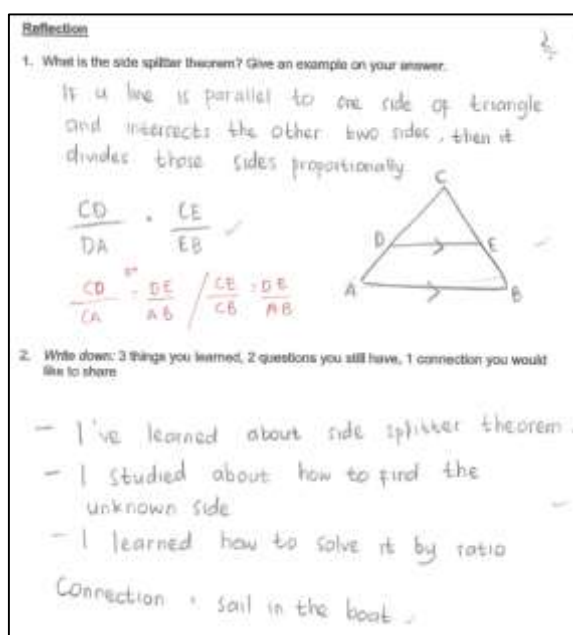 Reflection
1. What is the side splitter theorem? Give an example on your answer.
If a line is parallel to one side of triangle
and intersects the other two sides, then it
divides those sides proportionally
C
CD/DA = CE/EB
D E
A B
or
CD/CA = DE/AB / CE/CB = DE/AB
2. Write down: 3 things you learned, 2 questions you still have, 1 connection you would
like to share
- I've learned about side splitter theorem.
- I studied about how to find the
unknown side
- I learned how to solve it by ratio
Connection : sail in the boat.